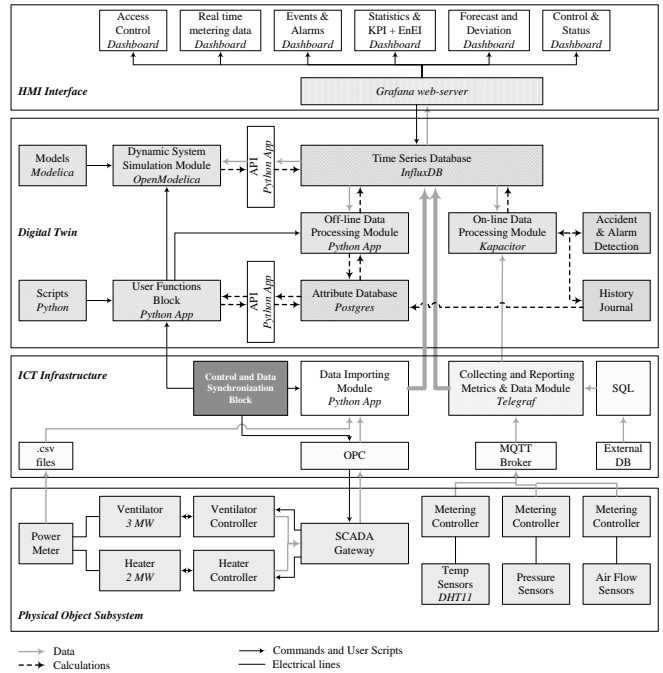 Access
Control
Dashboard
Real time
metering data
Dashboard
Events &
Alarms
Dashboard
Statistics &
KPI + EnEI
Dashboard
Forecast and
Deviation
Dashboard
Control &
Status
Dashboard
HMI Interface
Grafana web-server
Models
Modelica
Dynamic System
Simulation Module
OpenModelica
API
Python App
Time Series Database
InfluxDB
Digital Twin
Off-line Data
Processing Module
Python App
On-line Data
Processing Module
Kapacitor
Accident
& Alarm
Detection
Scripts
Python
User Functions
Block
Python App
API
Python App
Attribute Database
Postgres
History
Journal
ICT Infrastructure
Control and Data
Synchronization
Block
Data Importing
Module
Python App
Collecting and Reporting
Metrics & Data Module
Telegraf
SQL
.csv
files
OPC
MQTT
Broker
External
DB
Power
Meter
Ventilator
3 MW
Ventilator
Controller
Heater
2 MW
Heater
Controller
SCADA
Gateway
Metering
Controller
Metering
Controller
Metering
Controller
Temp
Sensors
DHT11
Pressure
Sensors
Air Flow
Sensors
Physical Object Subsystem
Data
Commands and User Scripts
Calculations
Electrical lines